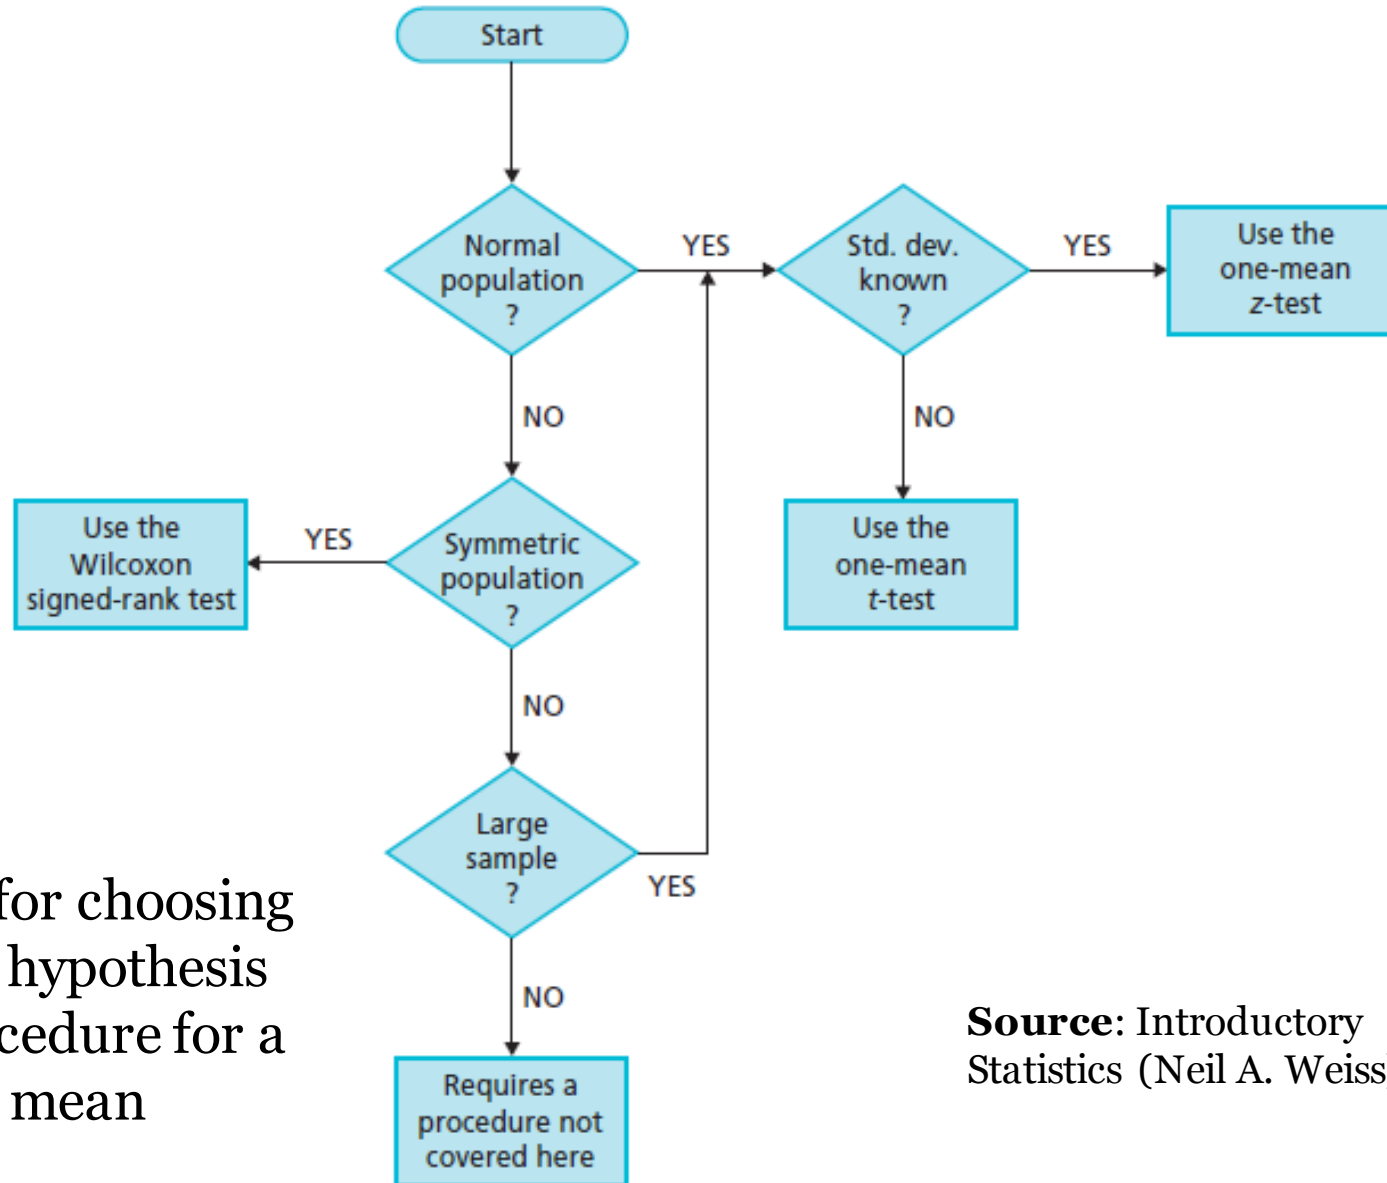 Start
Normal
population
?
YES
Std. dev.
known
?
YES
Use the
one-mean
z-test
NO
NO
Use the
Wilcoxon
signed-rank test
YES
Symmetric
population
?
Use the
one-mean
t-test
NO
Large
sample
?
YES
for choosing
hypothesis
cedure for a
mean
NO
Source: Introductory
Statistics (Neil A. Weiss)
Requires a
procedure not
covered here